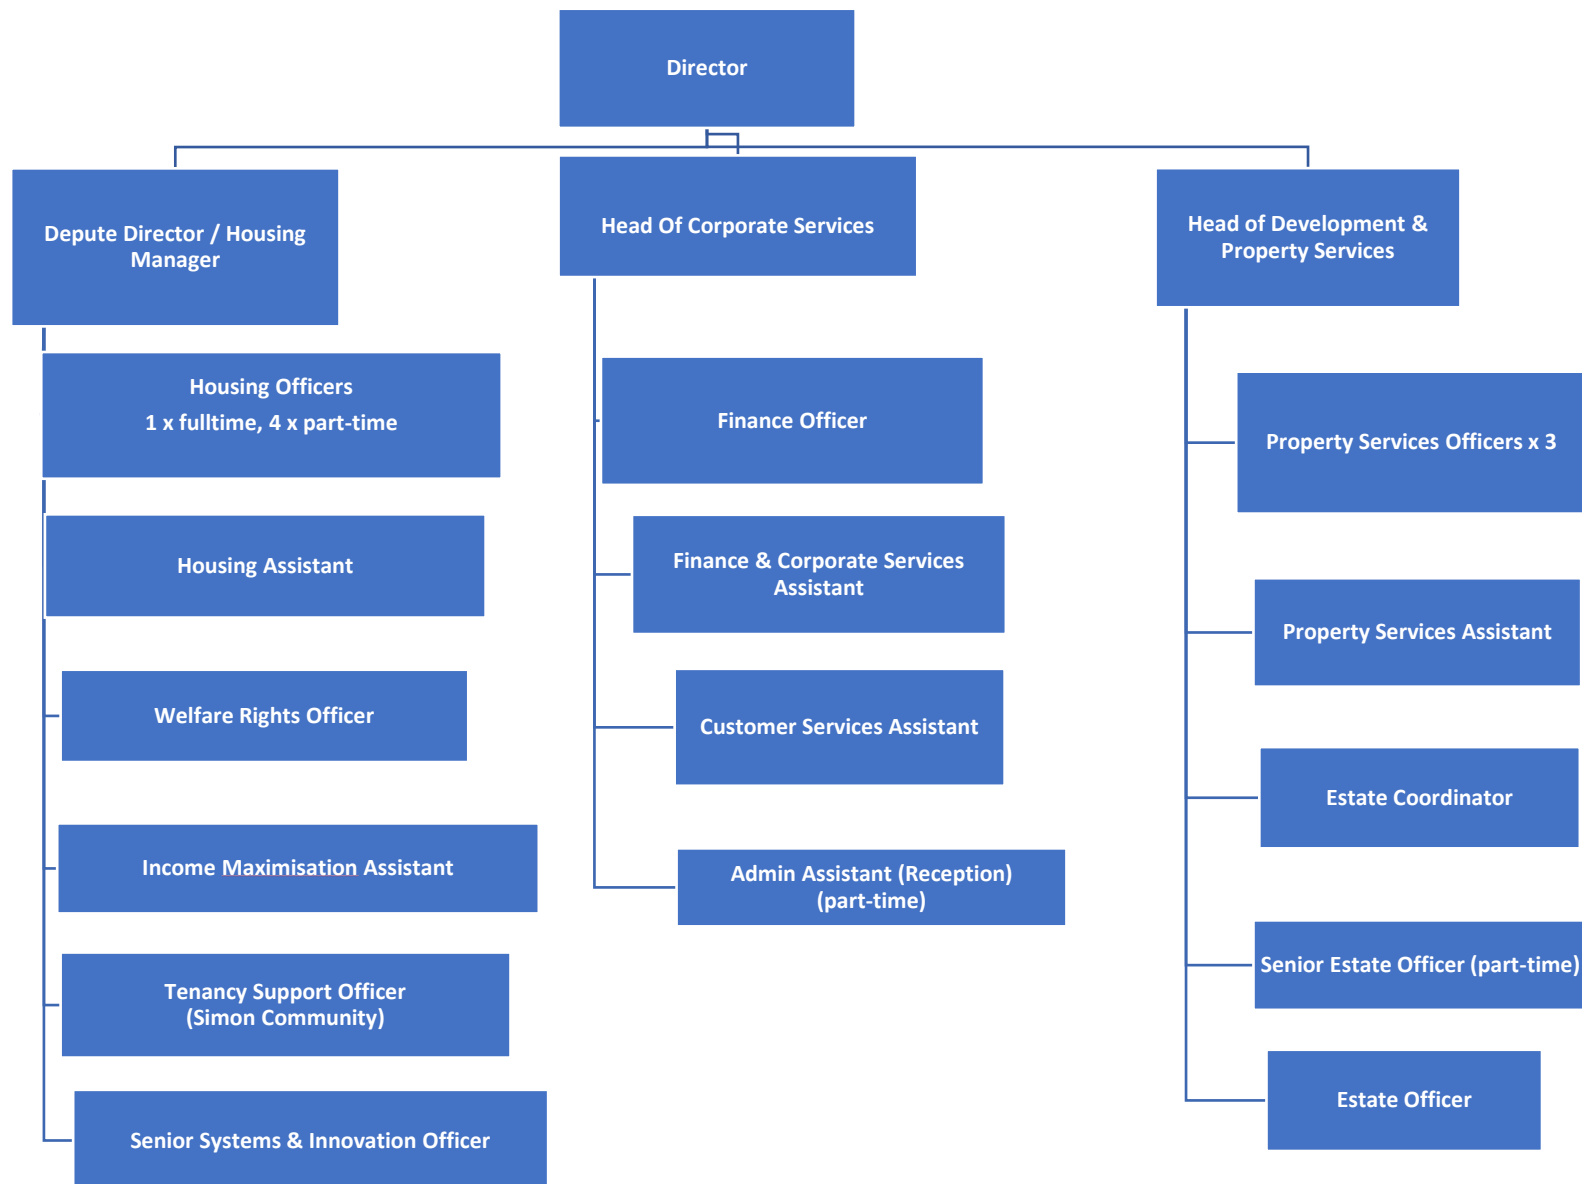 Director
Depute Director / Housing
Manager
Housing Officers
1 x fulltime, 4 x part-time
Housing Assistant
Welfare Rights Officer
Income Maximisation Assistant
Tenancy Support Officer
(Simon Community)
Senior Systems & Innovation Officer
Head Of Corporate Services
Finance Officer
Finance & Corporate Services
Assistant
Customer Services Assistant
Admin Assistant (Reception)
(part-time)
Head of Development &
Property Services
Property Services Officers x 3
Property Services Assistant
Estate Coordinator
Senior Estate Officer (part-time)
Estate Officer